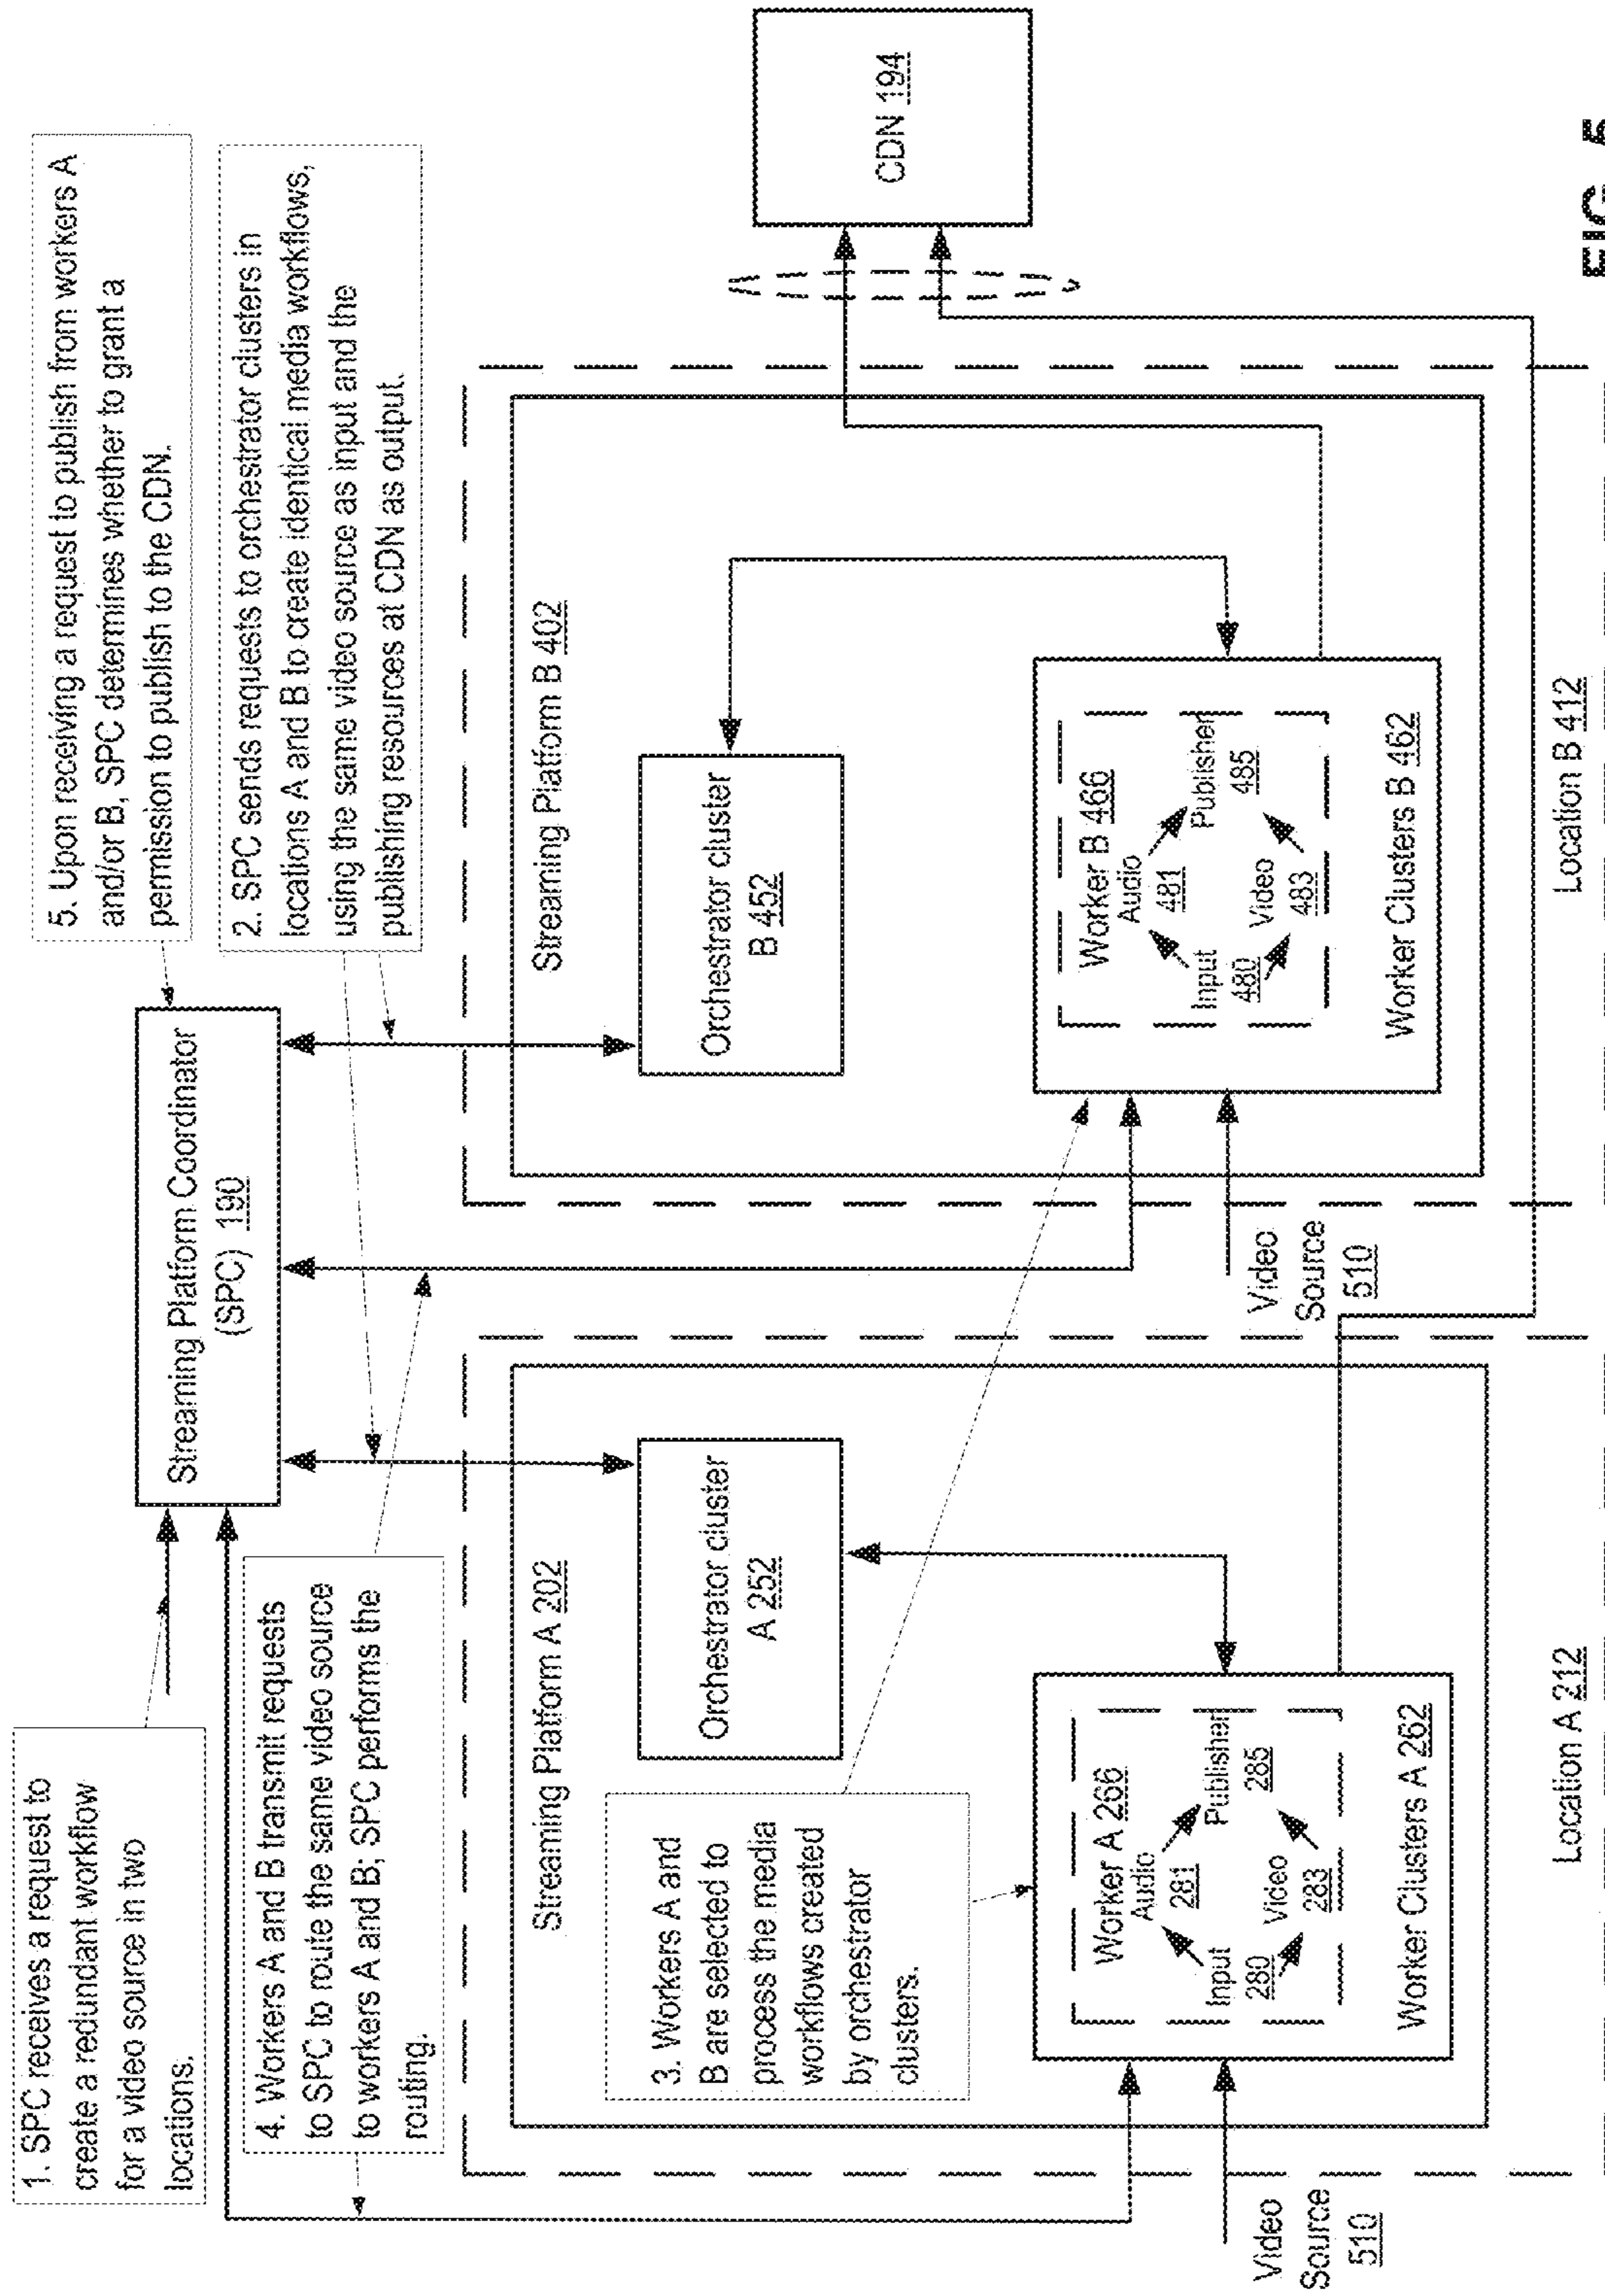 1. SPC receives a request to
create a redundant workflow
for a video source in two
locations.
Streaming Platform Coordinator
(SPC) 190
5. Upon receiving a request to publish from workers A
and/or B, SPC determines whether to grant a
permission to publish to the CDN.
4. Workers A and B transmit requests
to SPC to route the same video source
to workers A and B; SPC performs the
routing.
2. SPC sends requests to orchestrator clusters in
locations A and B to create identical media workflows,
using the same video source as input and the
publishing resources at CDN as output.
Streaming Platform A 202
3. Workers A and
B are selected to
process the media
workflows created
by orchestrator
clusters.
Orchestrator cluster
A 252
Worker A 266
Audio
281
Input
280
Publisher
285
Video
283
Worker Clusters A 262
Video
Source
510
Location A 212
Streaming Platform B 402
Orchestrator cluster
B 452
Worker B 466
Audio
481
Input
480
Publisher
485
Video
483
Worker Clusters B 462
Video
Source
510
Location B 412
CDN 194
FIG. 5